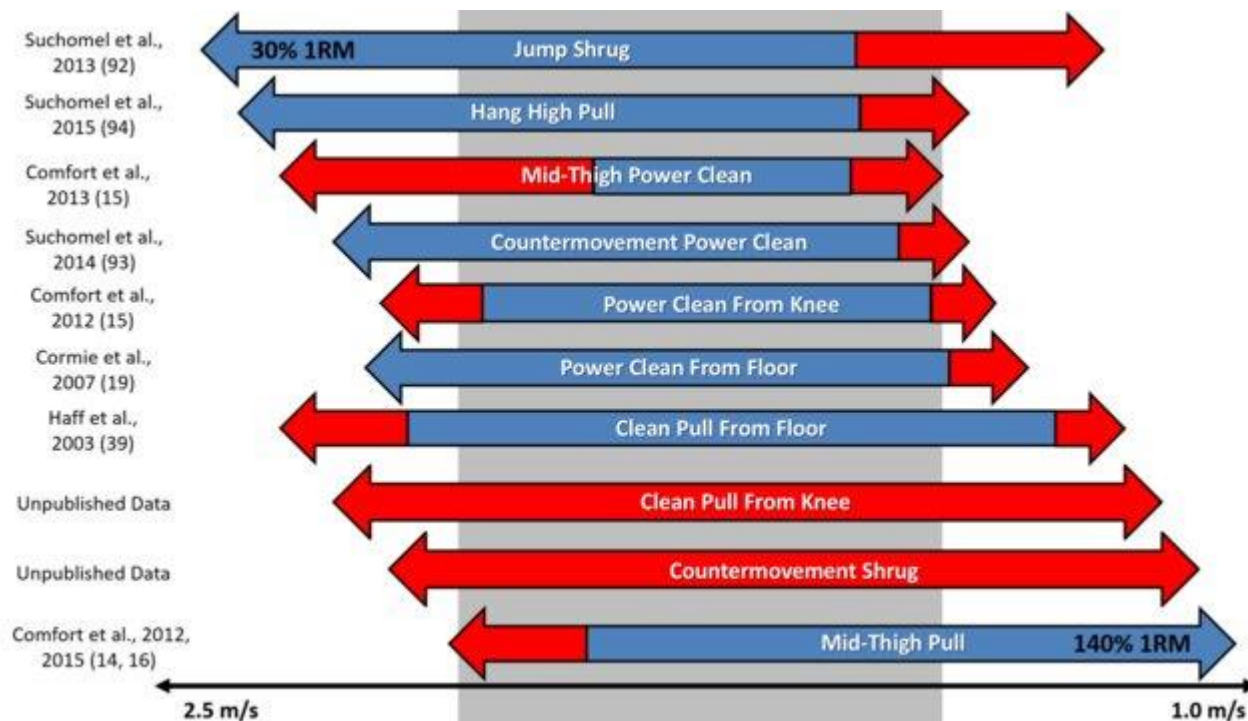 Suchomel et al.,
2013 (92)
30% 1RM
Jump Shrug
Suchomel et al.,
2015 (94)
Hang High Pull
Comfort et al.,
2013 (15)
Mid-Thigh Power Clean
Suchomel et al.,
2014 (93)
Countermovement Power Clean
Comfort et al.,
2012 (15)
Power Clean From Knee
Cormie et al.,
2007 (19)
Power Clean From Floor
Haff et al.,
2003 (39)
Clean Pull From Floor
Unpublished Data
Clean Pull From Knee
Unpublished Data
Countermovement Shrug
Comfort et al., 2012,
2015 (14, 16)
Mid-Thigh Pull
140% 1RM
2.5 m/s
1.0 m/s